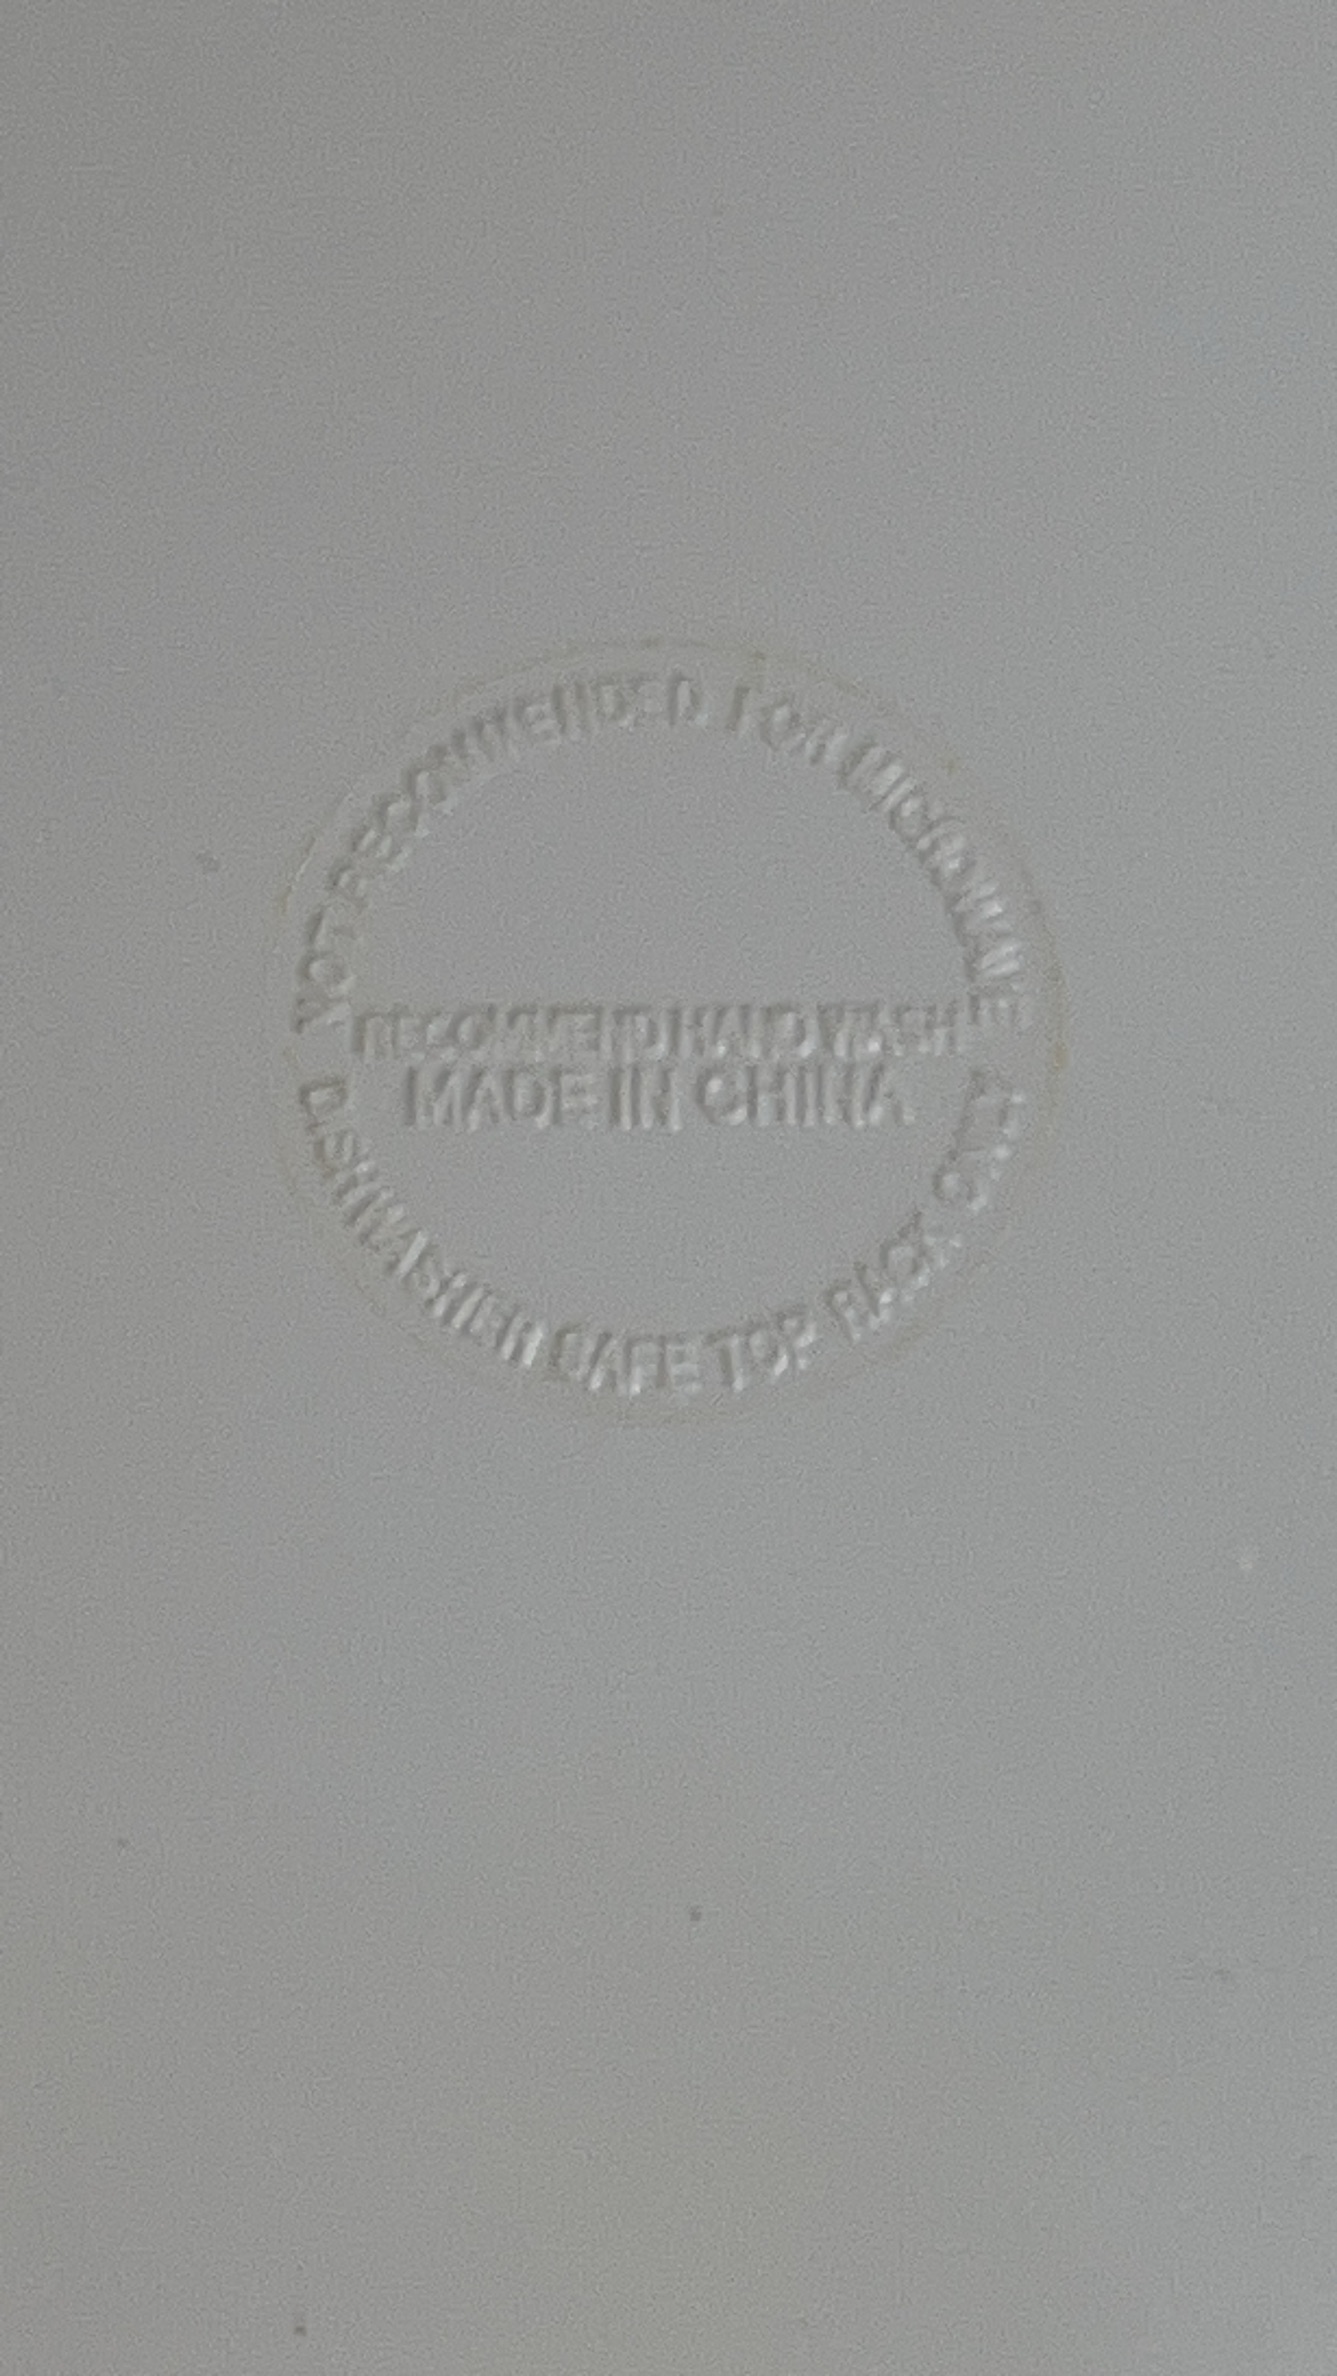 NOT RECOMMENDED FOR MICROWAVE
RECOMMEND HAND WASH
MADE IN CHINA
DISHWASHER SAFE TOP RACK ONLY